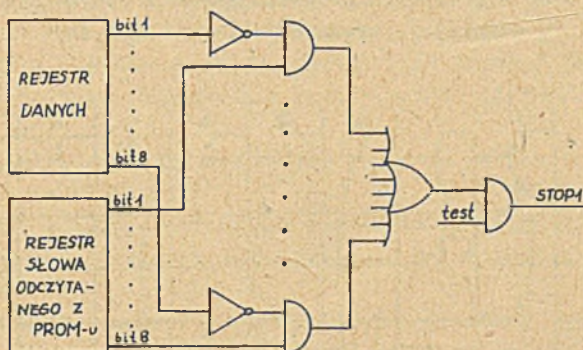 bit 1
REJESTR
DANYCH
bit 8
bit 1
REJESTR
SŁOWA
ODCZYTA-
NEGO Z
PROM-u
bit 8
test
STOP1